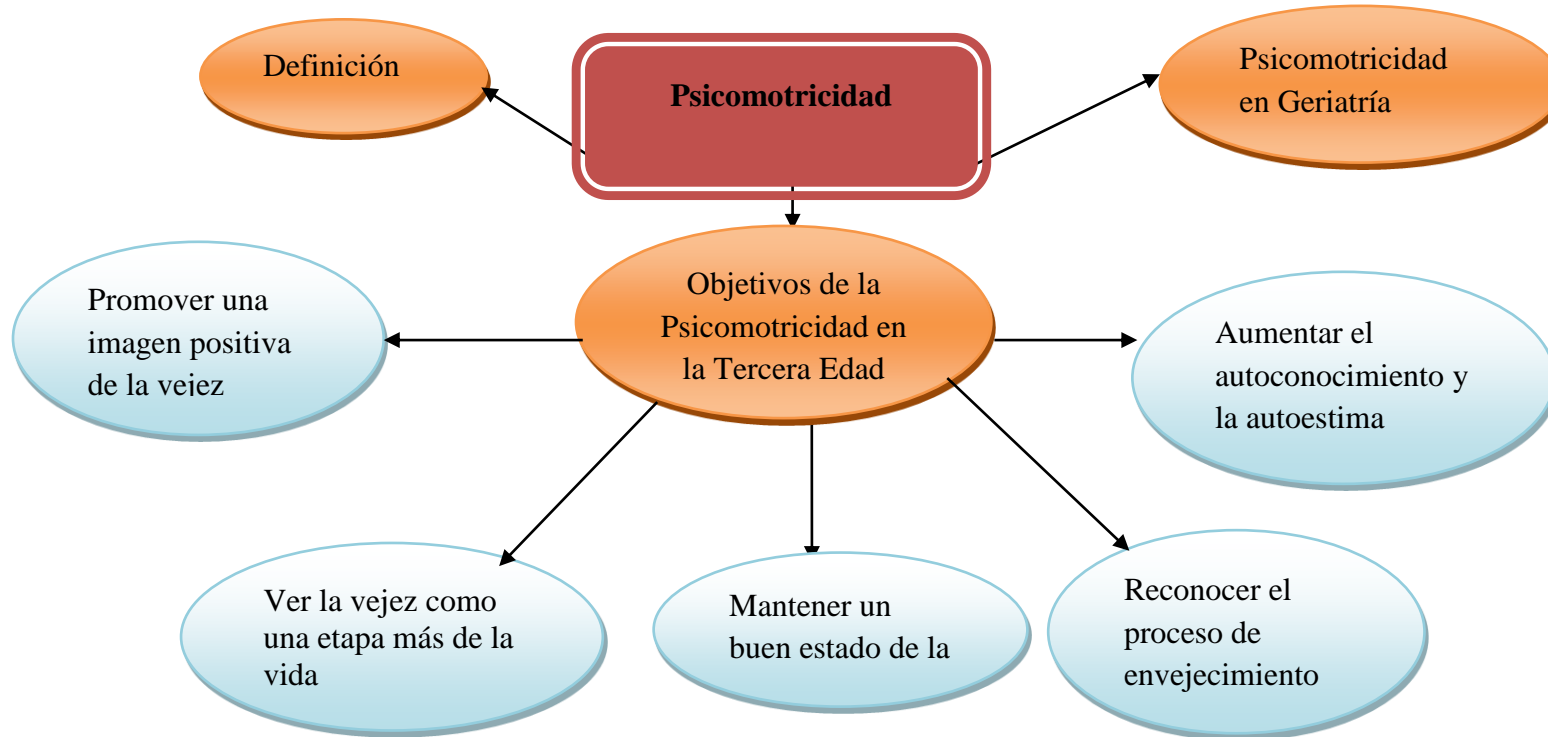 Definición
Psicomotricidad
Psicomotricidad
en Geriatría
Objetivos de la
Psicomotricidad en
la Tercera Edad
Promover una
imagen positiva
de la vejez
Aumentar el
autoconocimiento y
la autoestima
Ver la vejez como
una etapa más de la
vida
Mantener un
buen estado de la
Reconocer el
proceso de
envejecimiento